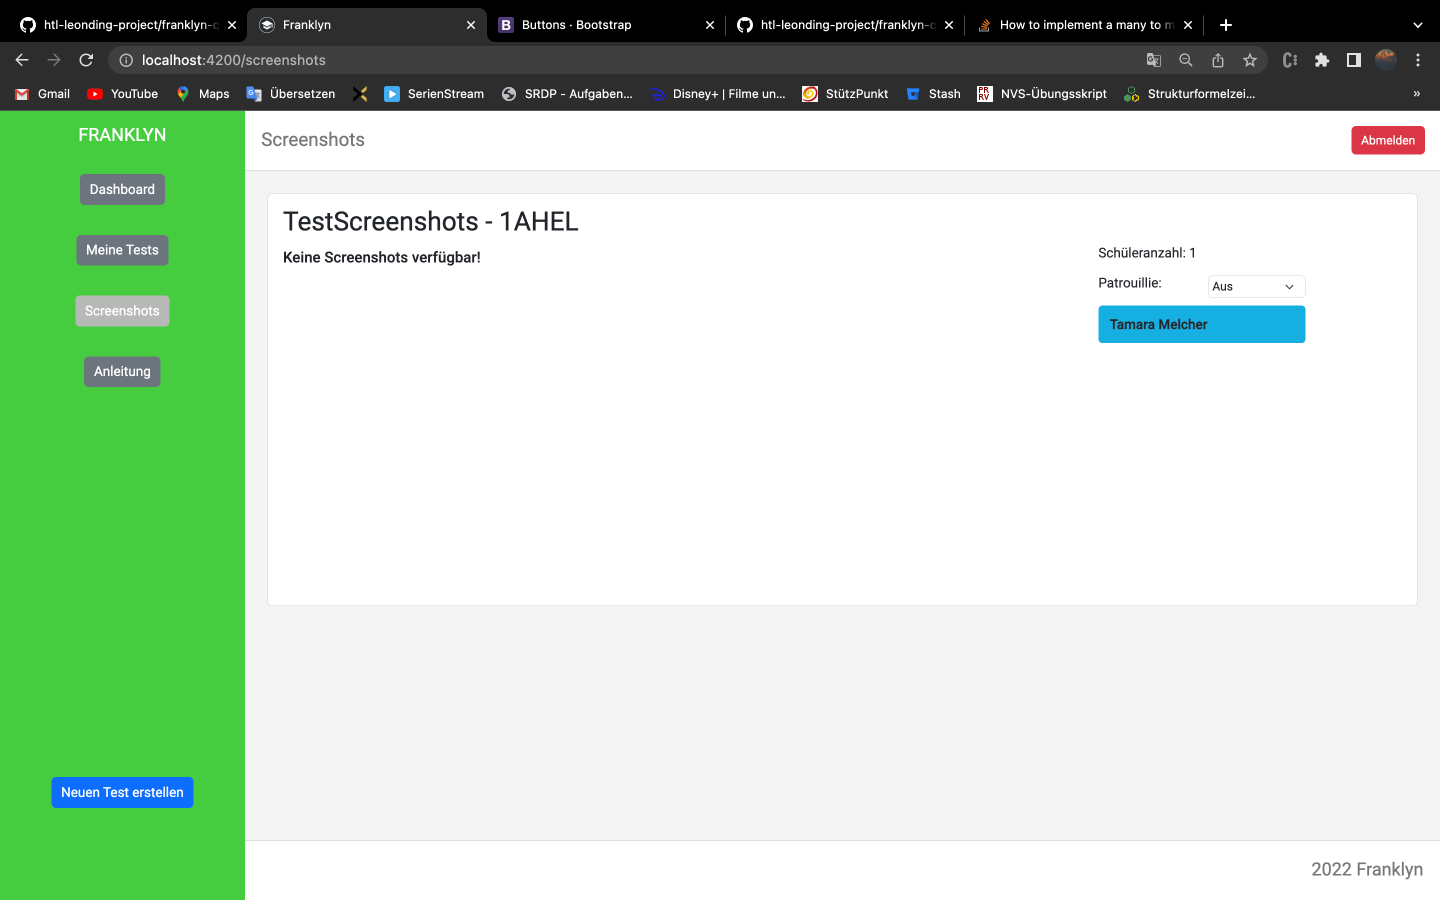 htl-leonding-project/franklyn-q
Franklyn
Buttons · Bootstrap
htl-leonding-project/franklyn-q
How to implement a many to m
localhost:4200/screenshots
Gmail
YouTube
Maps
Übersetzen
SerienStream
SRDP - Aufgaben...
Disney+ | Filme un...
StützPunkt
Stash
PR
RV
NVS-Übungsskript
Strukturformelzei...
»
FRANKLYN
Dashboard
Meine Tests
Screenshots
Anleitung
Neuen Test erstellen
Screenshots
Abmelden
TestScreenshots - 1AHEL
Keine Screenshots verfügbar!
Schüleranzahl: 1
Patrouillie:
Aus
Tamara Melcher
2022 Franklyn